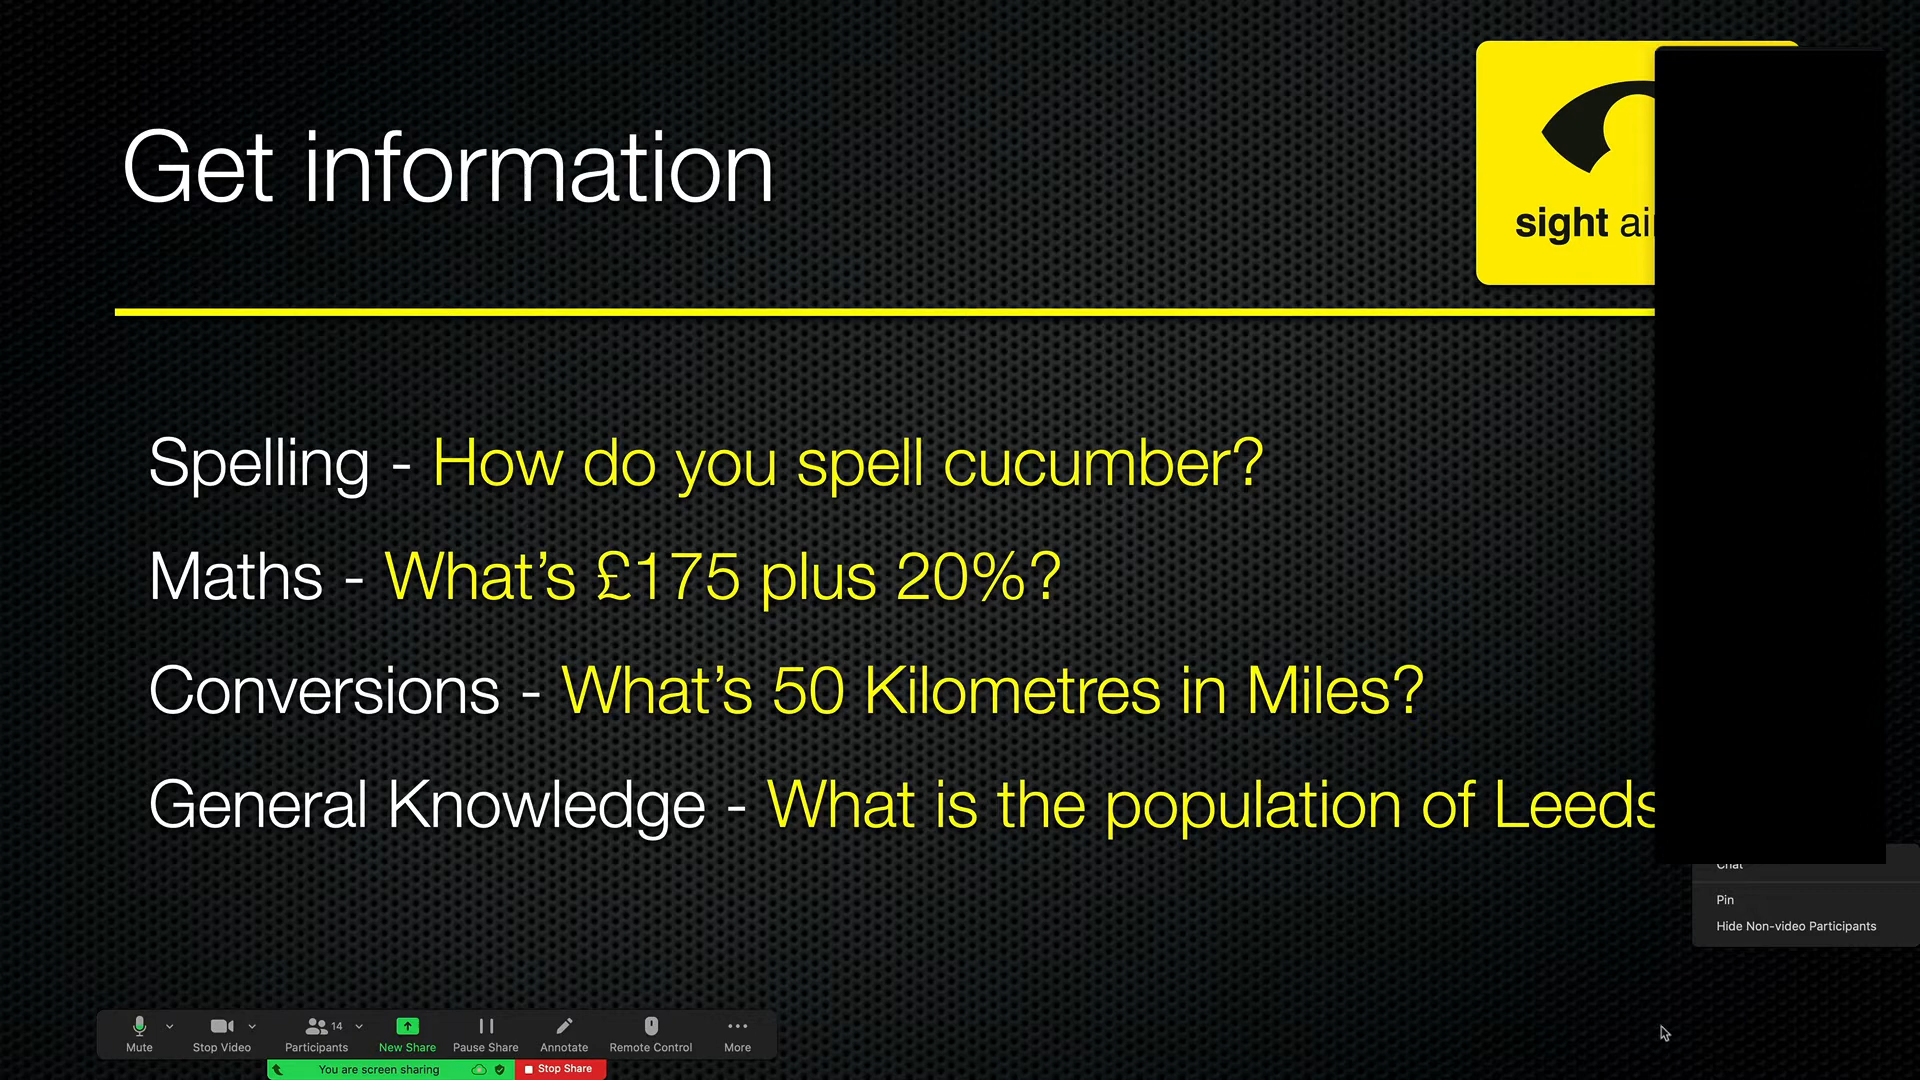 Get information
sight
Spelling - How do you spell cucumber?
Maths - What's £175 plus 20%?
Conversions - What's 50 Kilometres in Miles?
General Knowledge - What is the population of Leeds
Chat
Pin
Hide Non-video Participants
14
Mute Stop Video Participants New Share Pause Share Annotate Remote Control More
You are screen sharing Stop Share